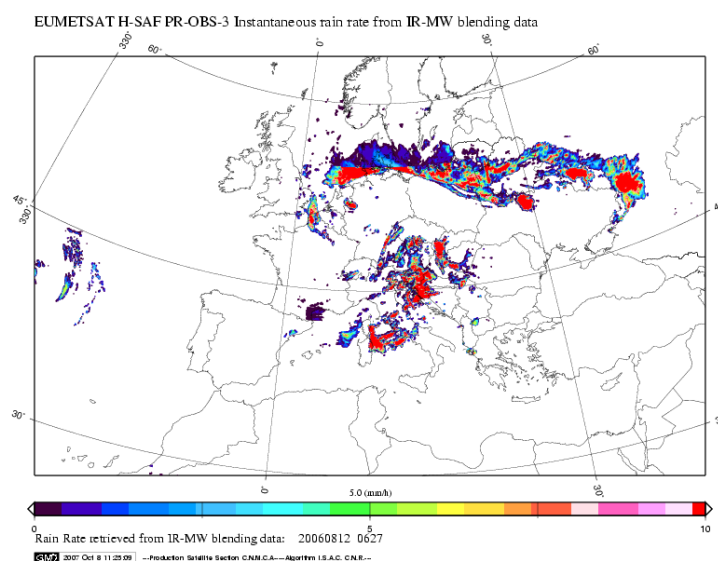 EUMETSAT H-SAF PR-OBS-3 Instantaneous rain rate from IR-MW blending data
330° 60° 0° 30° 60°
45°
330°
30°
0° 5.0 (mm/h) 30°
0 5 10
Rain Rate retrieved from IR-MW blending data: 20060812 0627
GMD 2007 Oct 8 11:25:09 --Production Satellite Section C.N.M.C.A----Algorithm I.S.A.C. C.N.R.--